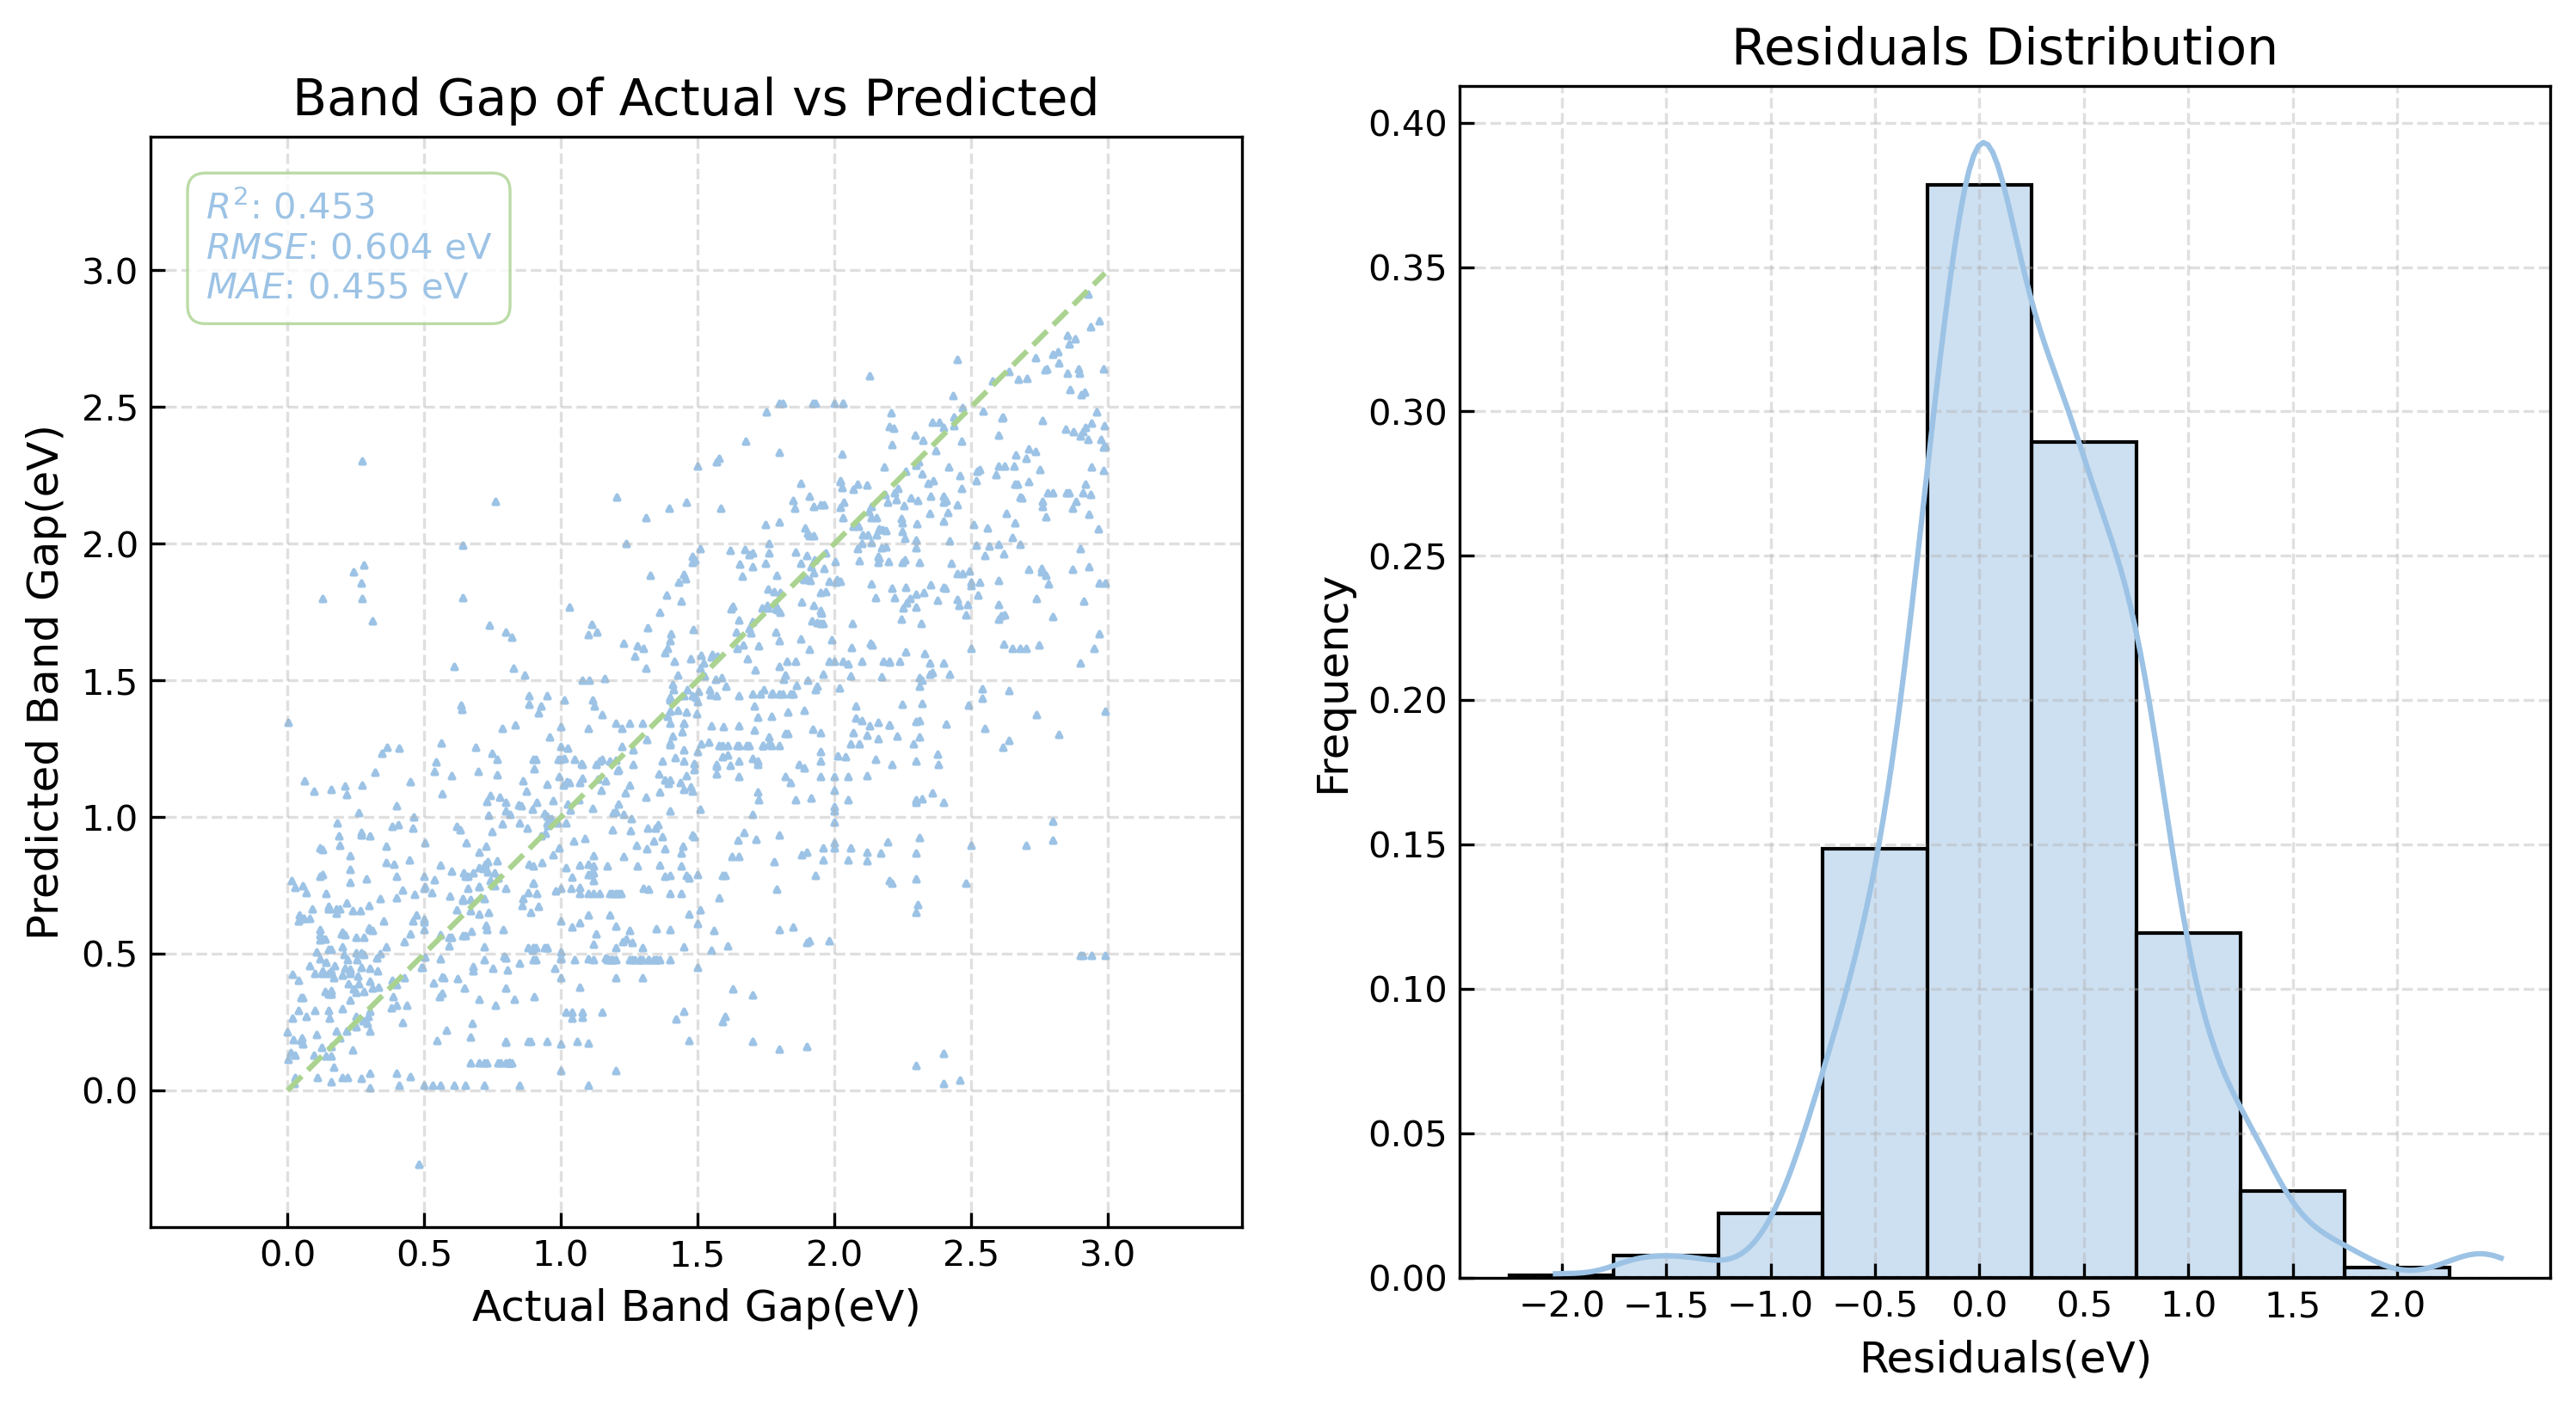 Band Gap of Actual vs Predicted
R²: 0.453
RMSE: 0.604 eV
MAE: 0.455 eV
3.0
2.5
2.0
1.5
1.0
0.5
0.0
Predicted Band Gap(eV)
0.0 0.5 1.0 1.5 2.0 2.5 3.0
Actual Band Gap(eV)
Residuals Distribution
0.40
0.35
0.30
0.25
0.20
0.15
0.10
0.05
0.00
Frequency
−2.0 −1.5 −1.0 −0.5 0.0 0.5 1.0 1.5 2.0
Residuals(eV)